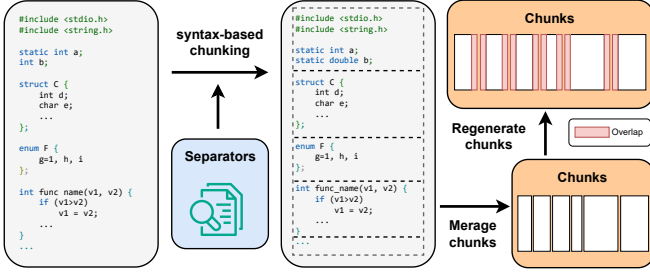 #include <stdio.h>
#include <string.h>
static int a;
int b;
struct C {
int d;
char e;
...
};
enum F {
g=1, h, i
};
int func name(v1, v2) {
if (v1>v2)
v1 = v2;
...
}
...
syntax-based
chunking
Separators
#include <stdio.h>
#include <string.h>
static int a;
static double b;
struct C {
int d;
char e;
...
};
enum F {
g=1, h, i
};
int func_name(v1, v2) {
if (v1>v2)
v1 = v2;
...
}
...
Chunks
Regenerate
chunks
Overlap
Merage
chunks
Chunks